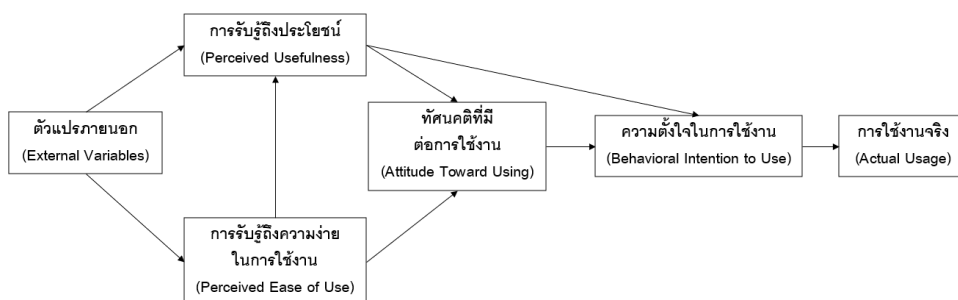 การรับรู้ถึงประโยชน์
(Perceived Usefulness)
ตัวแปรภายนอก
(External Variables)
ทัศนคติที่มี
ต่อการใช้งาน
(Attitude Toward Using)
ความตั้งใจในการใช้งาน
(Behavioral Intention to Use)
การใช้งานจริง
(Actual Usage)
การรับรู้ถึงความง่าย
ในการใช้งาน
(Perceived Ease of Use)